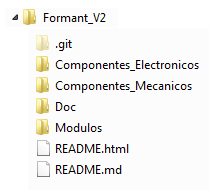 Formant_V2
.git
Componentes_Electronicos
Componentes_Mecanicos
Doc
Modulos
README.html
README.md